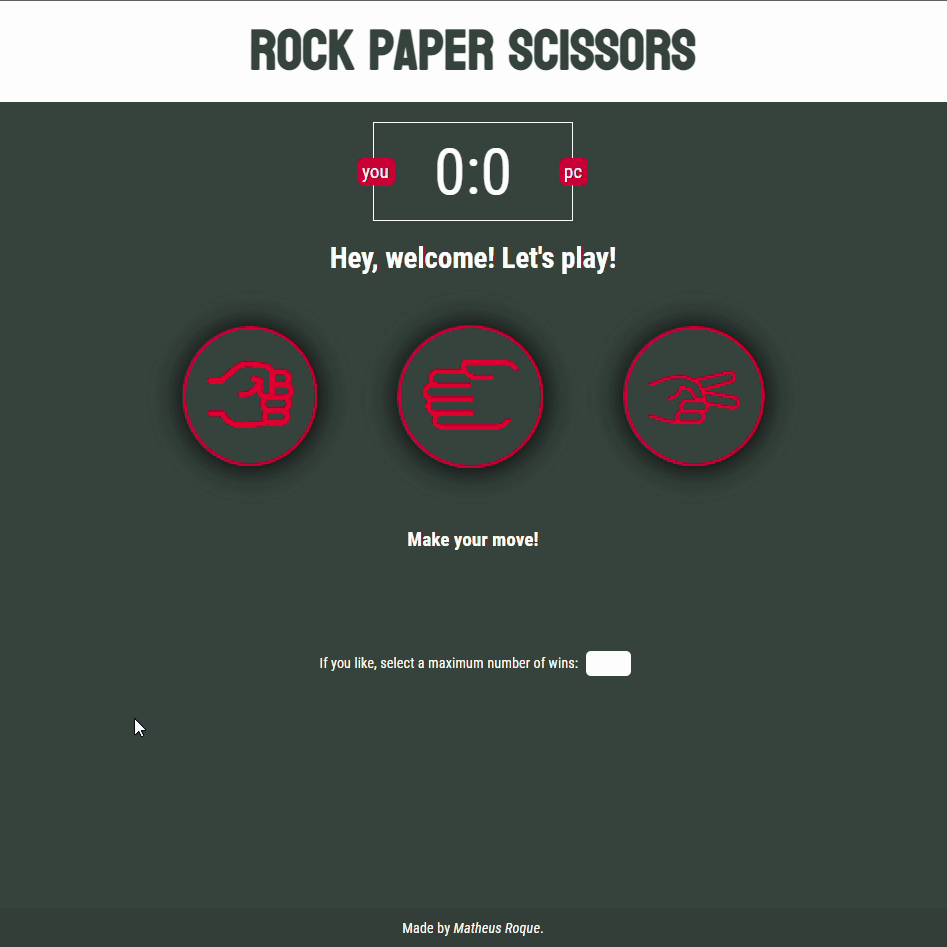 ROCK PAPER SCISSORS
you 0:0 pc
Hey, welcome! Let's play!
Make your move!
If you like, select a maximum number of wins:
Made by Matheus Roque.